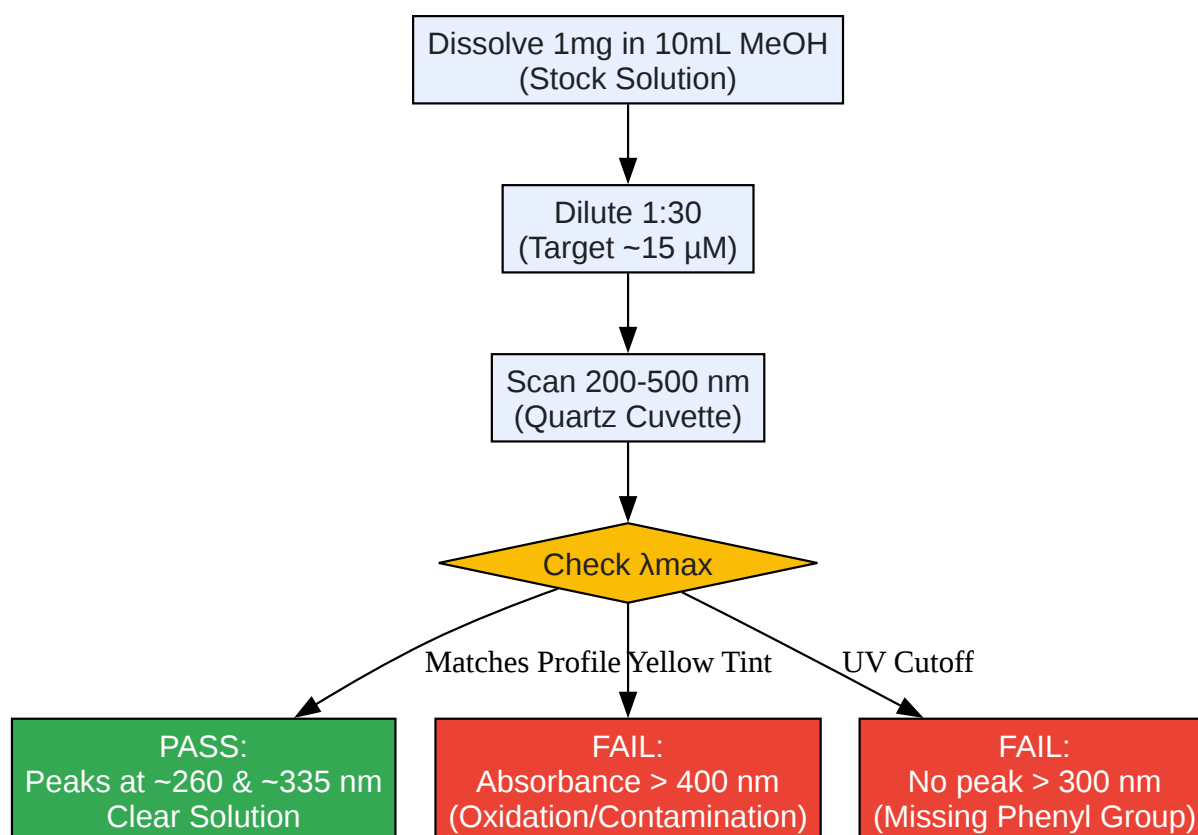 Dissolve 1mg in 10mL MeOH
(Stock Solution)
Dilute 1:30
(Target ~15 µM)
Scan 200-500 nm
(Quartz Cuvette)
Check λmax
Matches Profile
Yellow Tint
UV Cutoff
PASS:
Peaks at ~260 & ~335 nm
Clear Solution
FAIL:
Absorbance > 400 nm
(Oxidation/Contamination)
FAIL:
No peak > 300 nm
(Missing Phenyl Group)